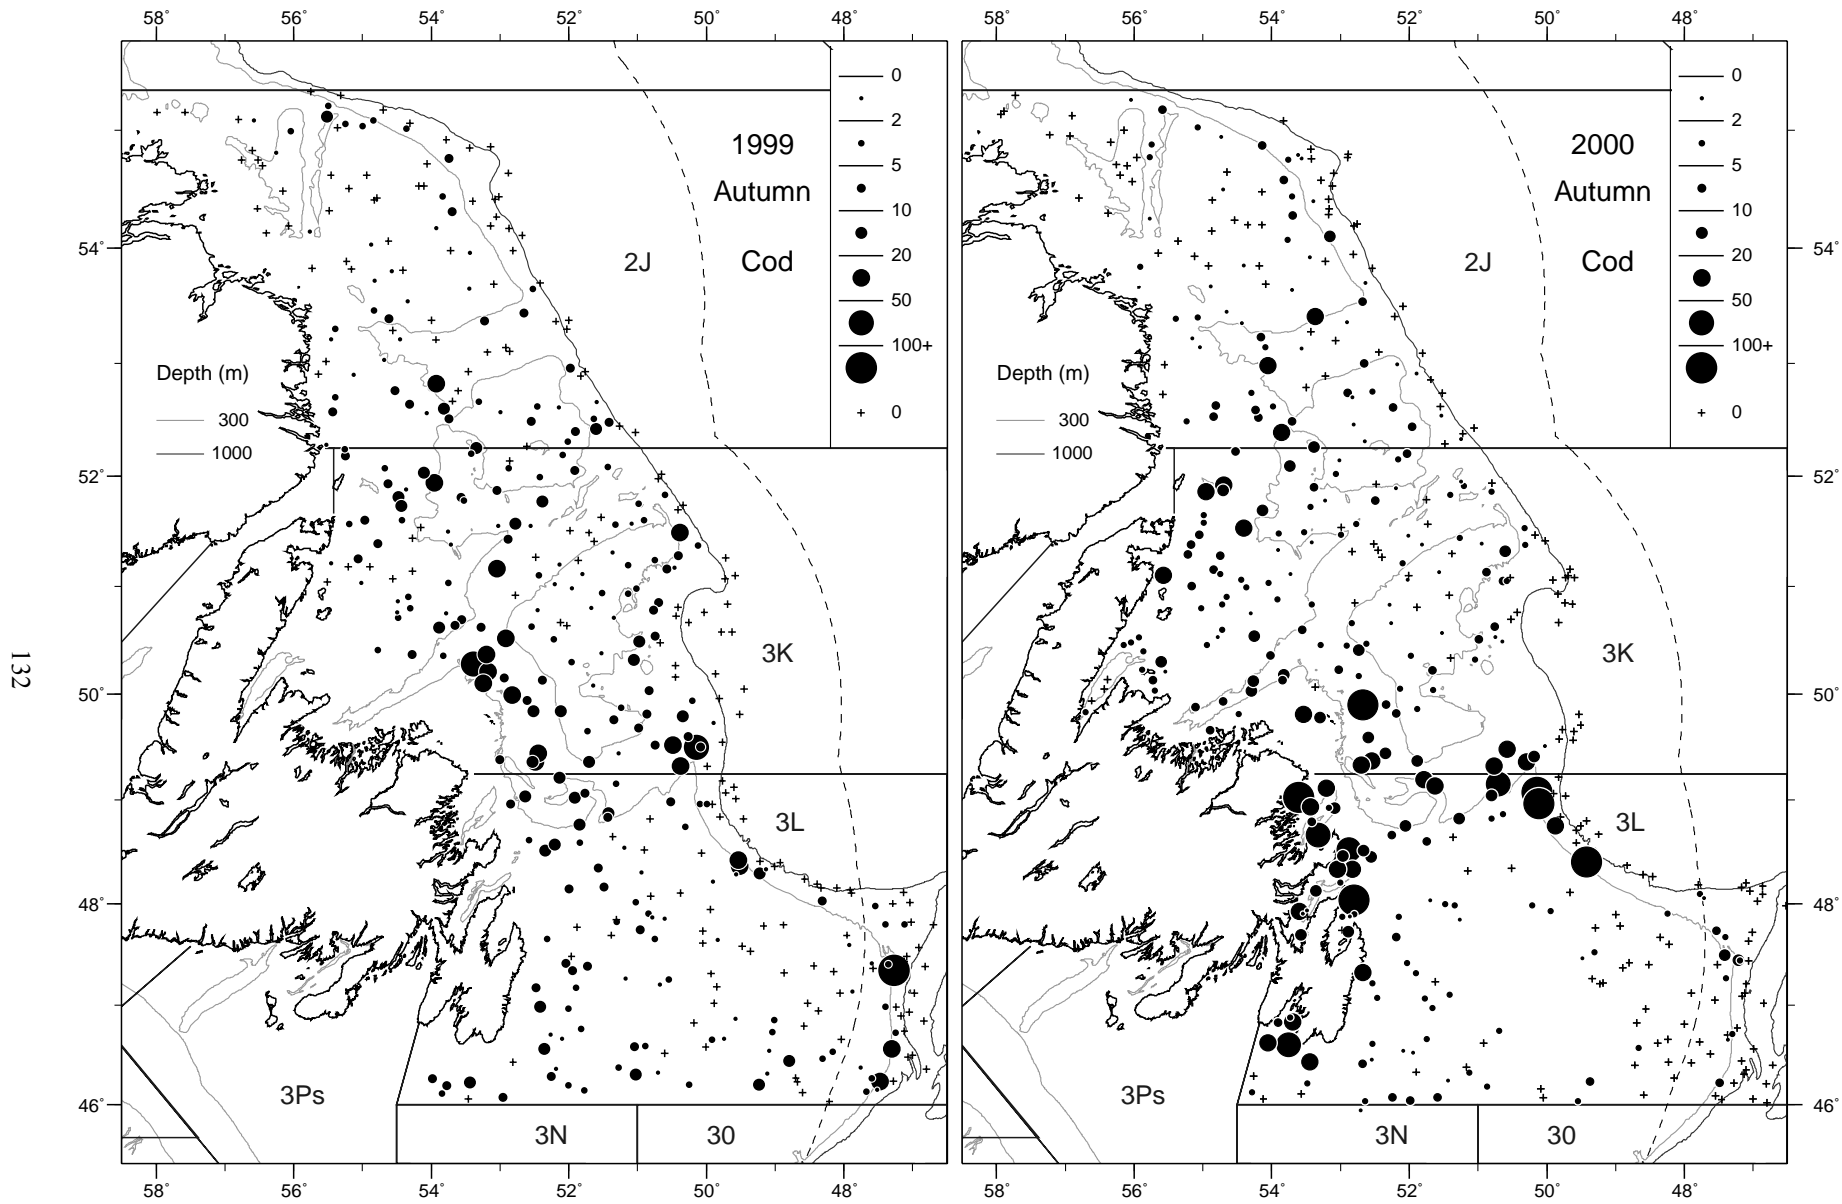 58° 56° 54° 52° 50° 48° 58° 56° 54° 52° 50° 48°
0 0
2 2
1999 2000
5 5
Autumn Autumn
10 10
54° 2J Cod 20 2J Cod 20 54°
50 50
100+ 100+
Depth (m) Depth (m)
300 0 300 0
1000 1000
52° 52°
132
3K 3K
50° 50°
3L 3L
48° 48°
3Ps 3Ps
46° 46°
3N 30 3N 30
58° 56° 54° 52° 50° 48° 58° 56° 54° 52° 50° 48°